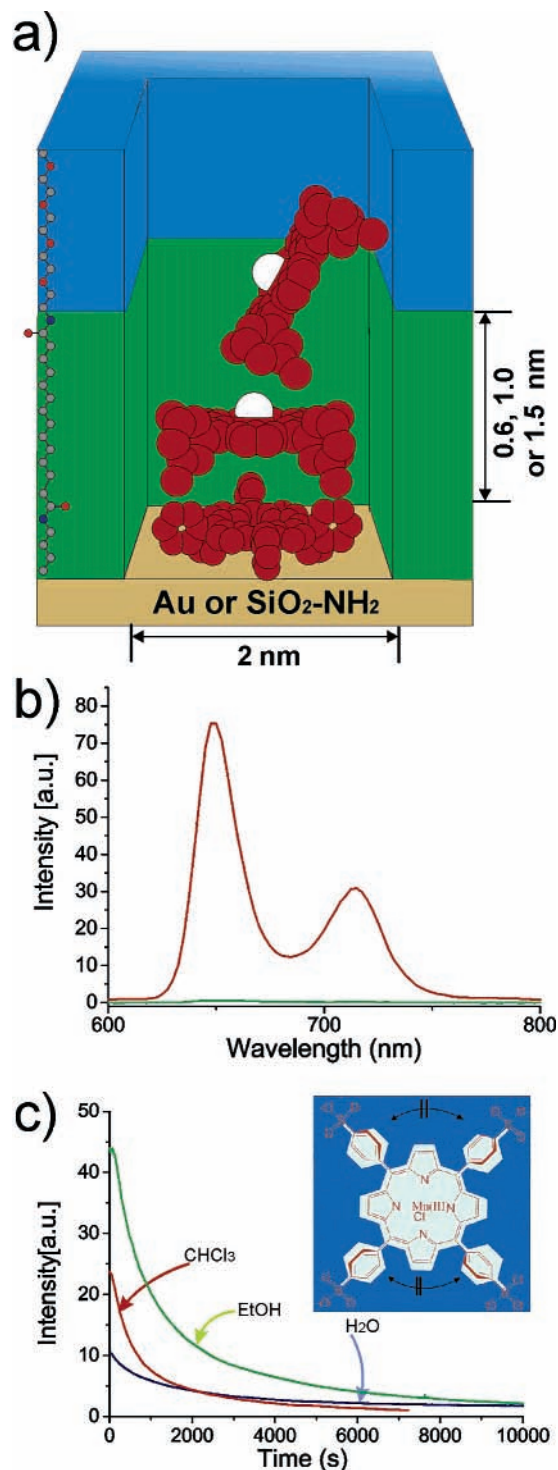 a)
0.6, 1.0
or 1.5 nm
Au or SiO₂-NH₂
2 nm
b)
80
70
60
50
40
30
20
10
0
Intensity [a.u.]
600
700
800
Wavelength (nm)
c)
50
40
30
20
10
0
Intensity[a.u.]
CHCl₃
EtOH
H₂O
N
N
Mn(III)
N
Cl
N
0
2000
4000
6000
8000
10000
Time (s)